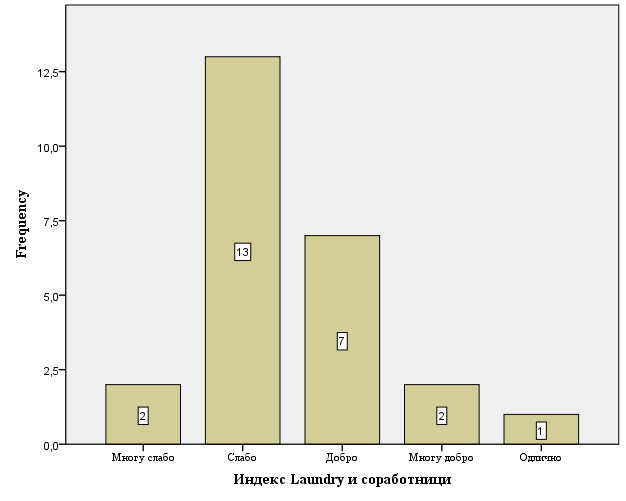 12,5
10,0
7,5
5,0
2,5
0,0
Frequency
2
13
7
2
1
Многу слабо
Слабо
Добро
Многу добро
Одлично
Индекс Laundry и соработници